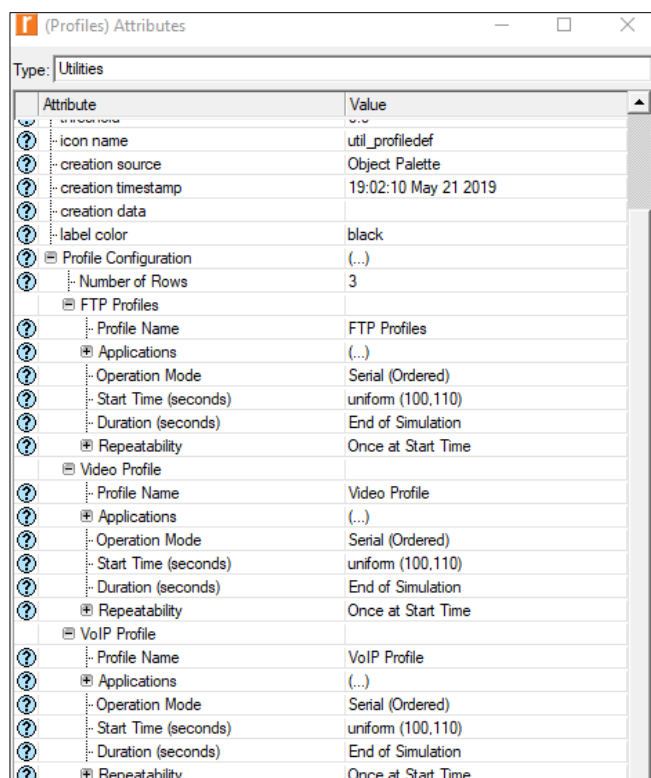 (Profiles) Attributes
Type: Utilities
Attribute Value
icon name util_profiledef
creation source Object Palette
creation timestamp 19:02:10 May 21 2019
creation data
label color black
Profile Configuration (...)
Number of Rows 3
FTP Profiles
Profile Name FTP Profiles
Applications (...)
Operation Mode Serial (Ordered)
Start Time (seconds) uniform (100,110)
Duration (seconds) End of Simulation
Repeatability Once at Start Time
Video Profile
Profile Name Video Profile
Applications (...)
Operation Mode Serial (Ordered)
Start Time (seconds) uniform (100,110)
Duration (seconds) End of Simulation
Repeatability Once at Start Time
VoIP Profile
Profile Name VoIP Profile
Applications (...)
Operation Mode Serial (Ordered)
Start Time (seconds) uniform (100,110)
Duration (seconds) End of Simulation
Repeatability Once at Start Time